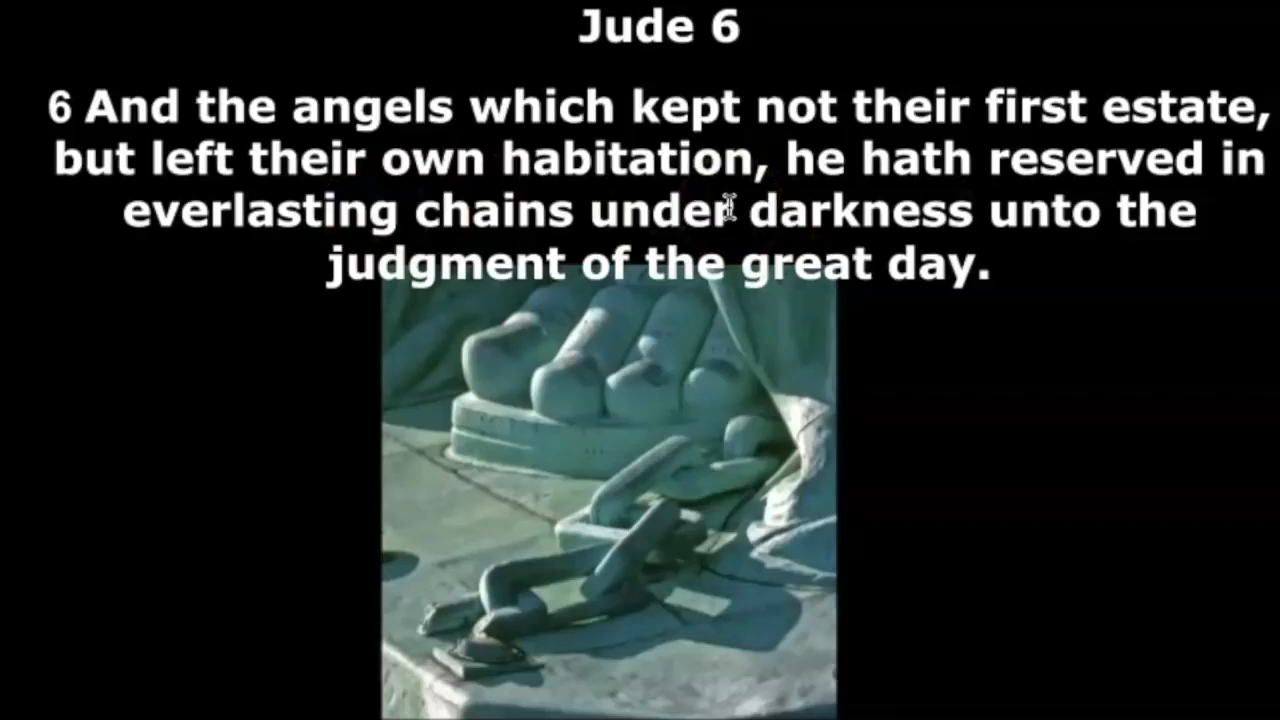 Jude 6
6 And the angels which kept not their first estate,
but left their own habitation, he hath reserved in
everlasting chains under darkness unto the
judgment of the great day.